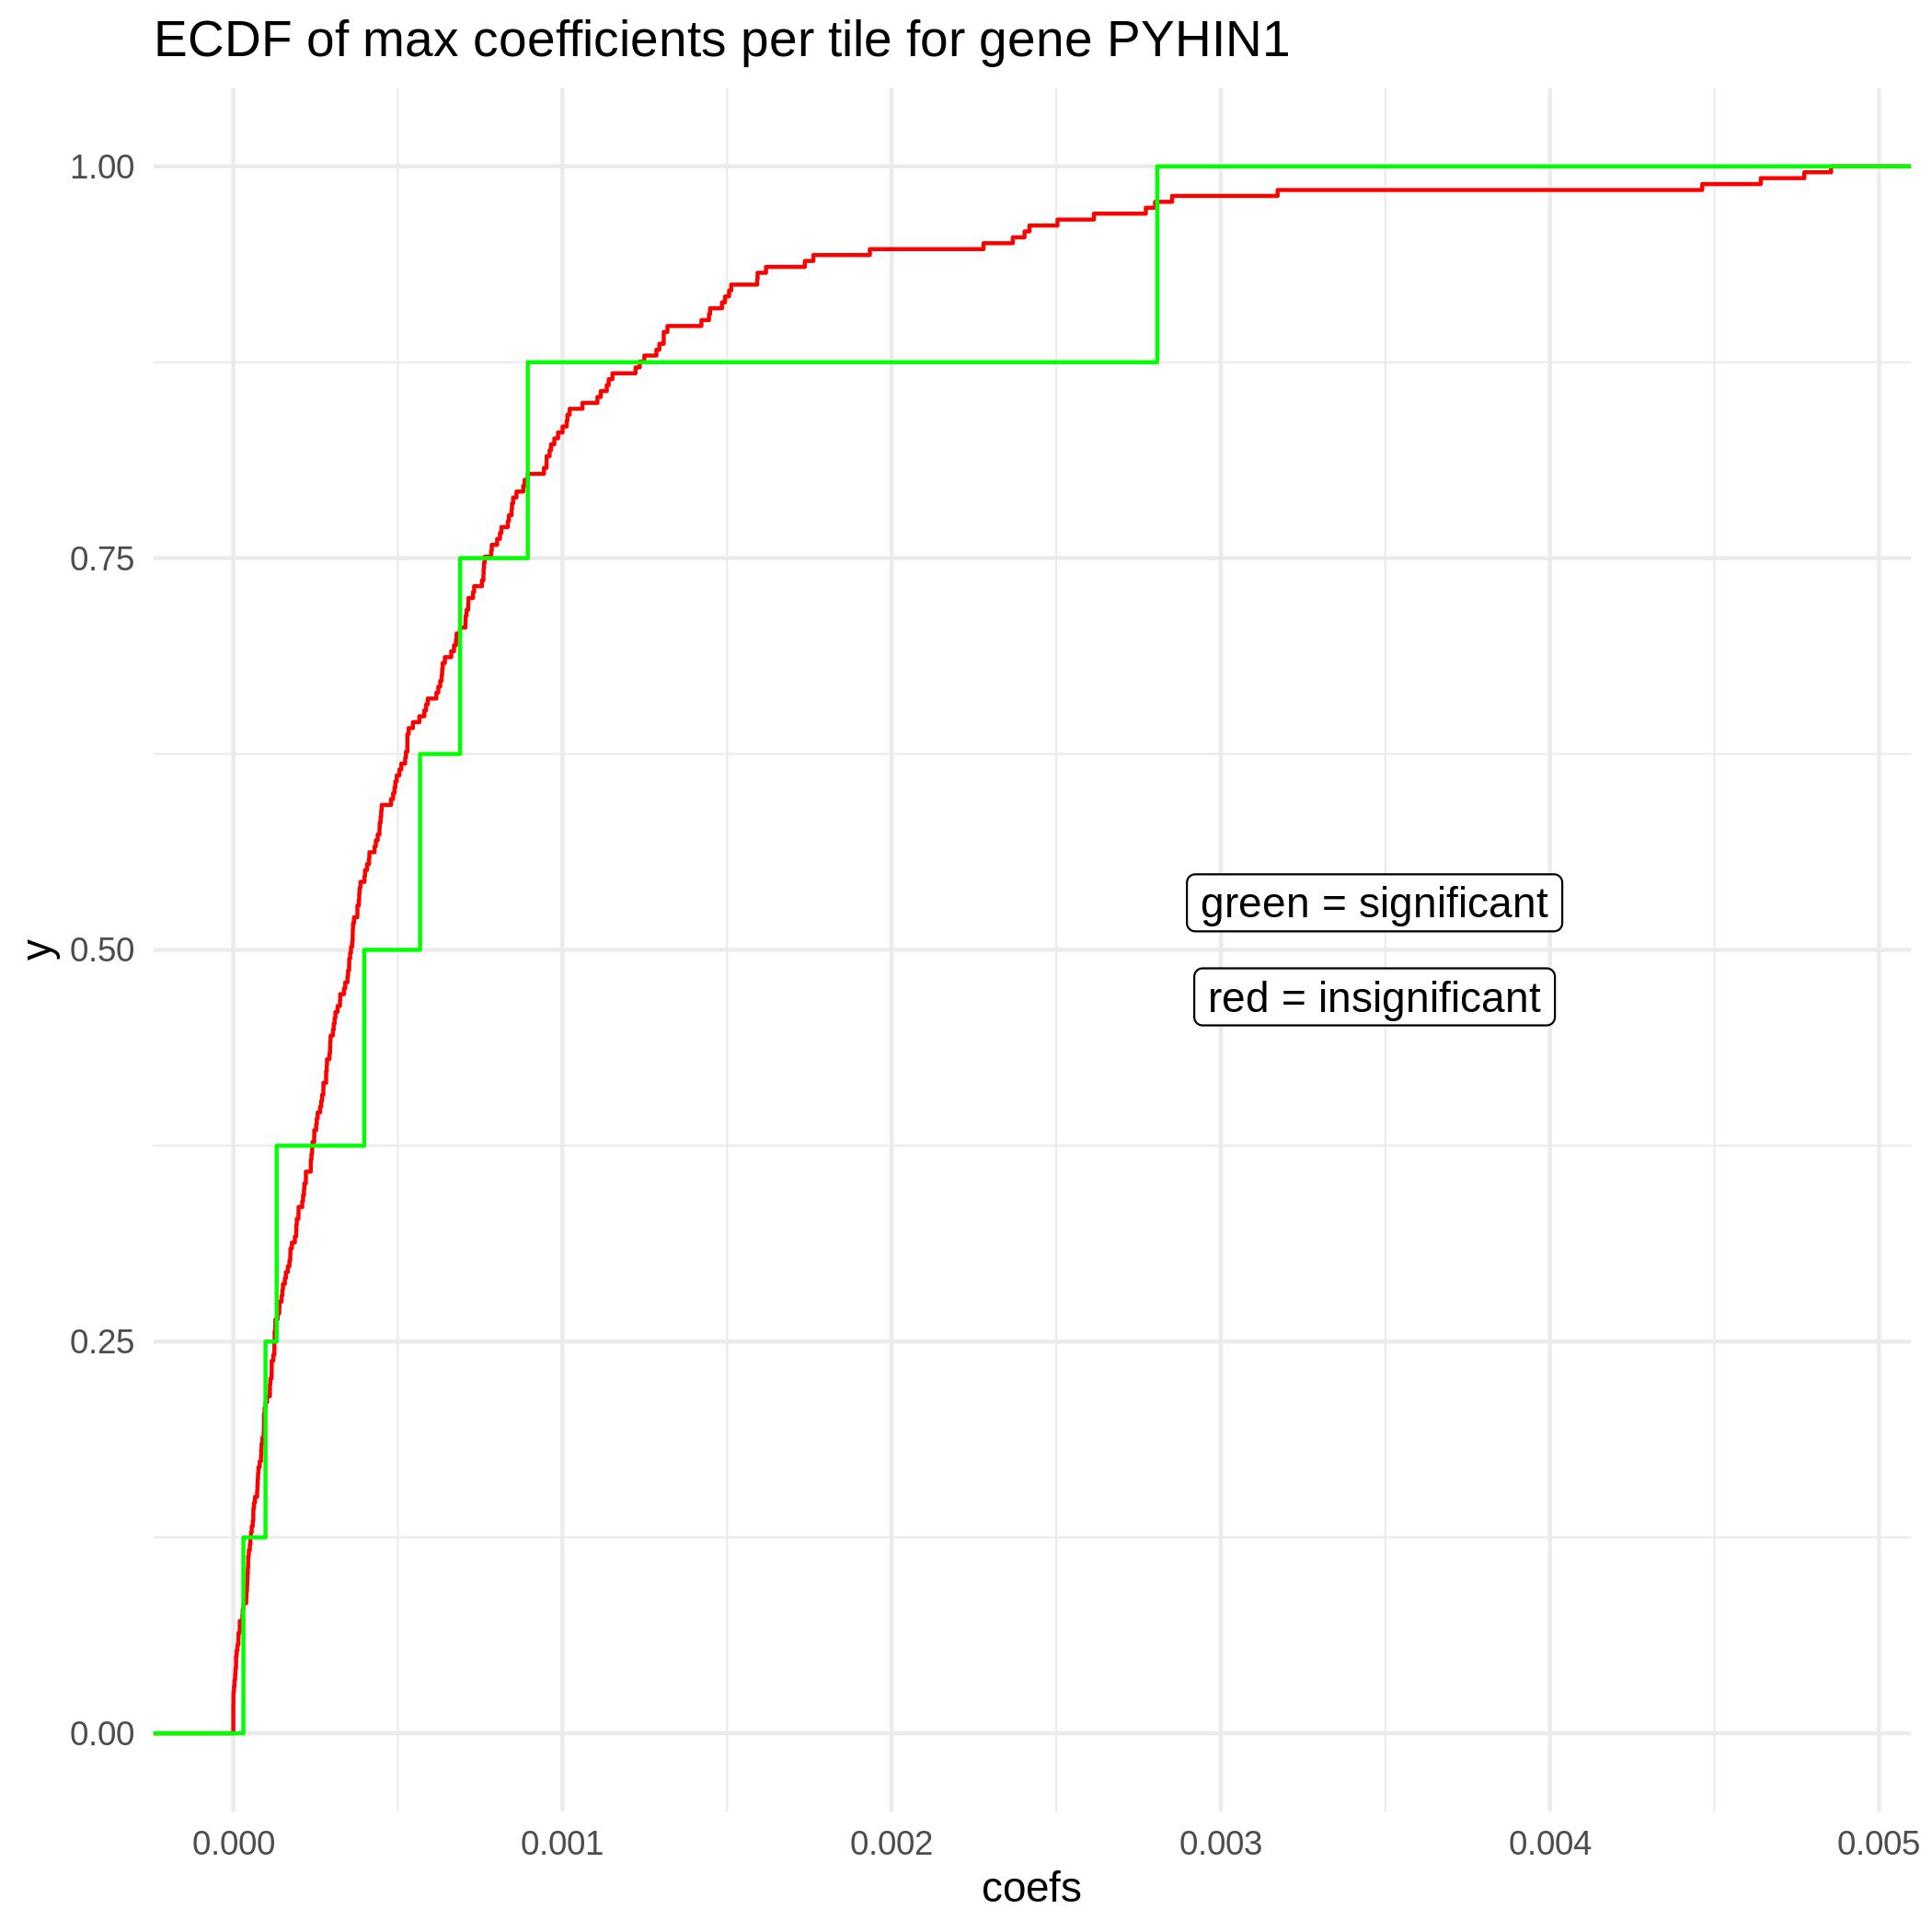 ECDF of max coefficients per tile for gene PYHIN1
1.00
0.75
0.50
0.25
0.00
y
green = significant
red = insignificant
0.000 0.001 0.002 0.003 0.004 0.005
coefs